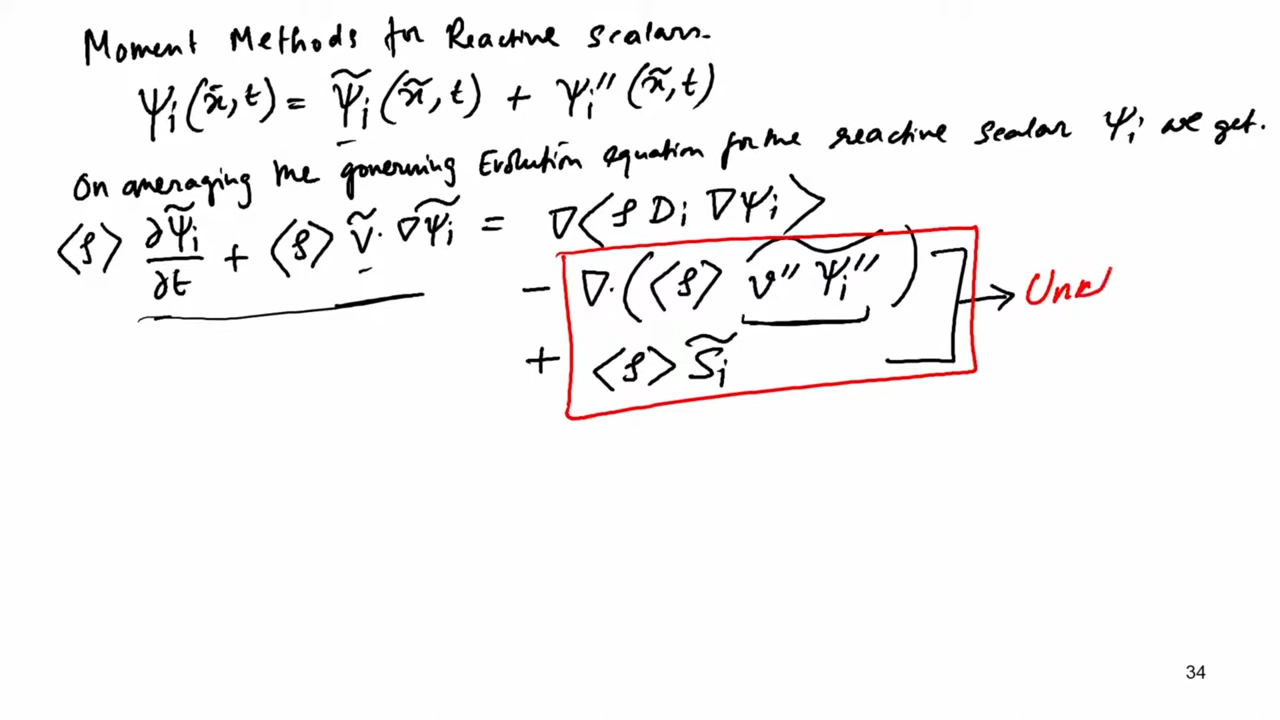 Moment Methods for Reactive Scalars.
Ψi(x̃,t) = Ψ̃i(x̃,t) + Ψi″(x̃,t)
On averaging the governing Evolution equation for the reactive scalar Ψi we get.
⟨ρ⟩ ∂Ψ̃i/∂t + ⟨ρ⟩ ṽ·∇Ψ̃i = ∇⟨ρ Di ∇Ψi⟩
− ∇·(⟨ρ⟩ \widetilde{v″Ψi″}) → Unk
+ ⟨ρ⟩ S̃i
34